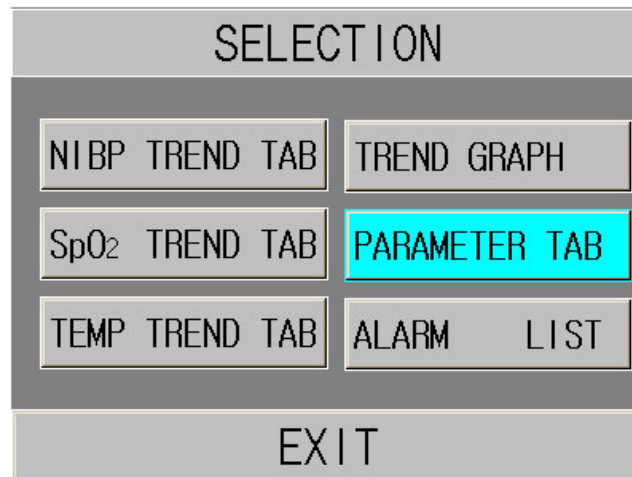 SELECTION
NIBP TREND TAB
TREND GRAPH
SpO2 TREND TAB
PARAMETER TAB
TEMP TREND TAB
ALARM LIST
EXIT